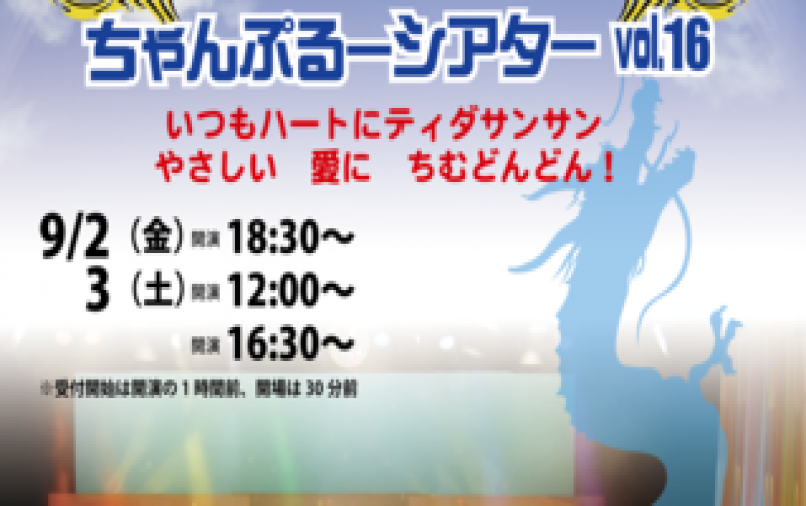 ちゃんぷるーシアター vol.16
いつもハートにティダサンサン
やさしい 愛に ちむどんどん！
9/2（金）開演 18:30〜
3（土）開演 12:00〜
開演 16:30〜
※受付開始は開演の1時間前、開場は30分前